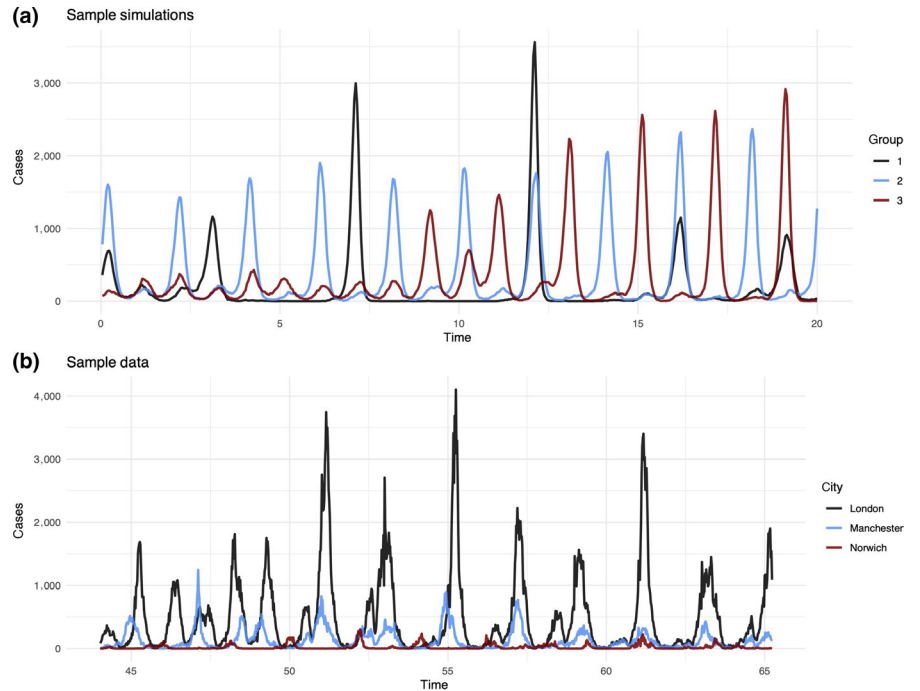 (a) Sample simulations
3,000
2,000
1,000
0
Cases
0 5 10 15 20
Time
Group
1
2
3
(b) Sample data
4,000
3,000
2,000
1,000
0
Cases
45 50 55 60 65
Time
City
London
Manchester
Norwich